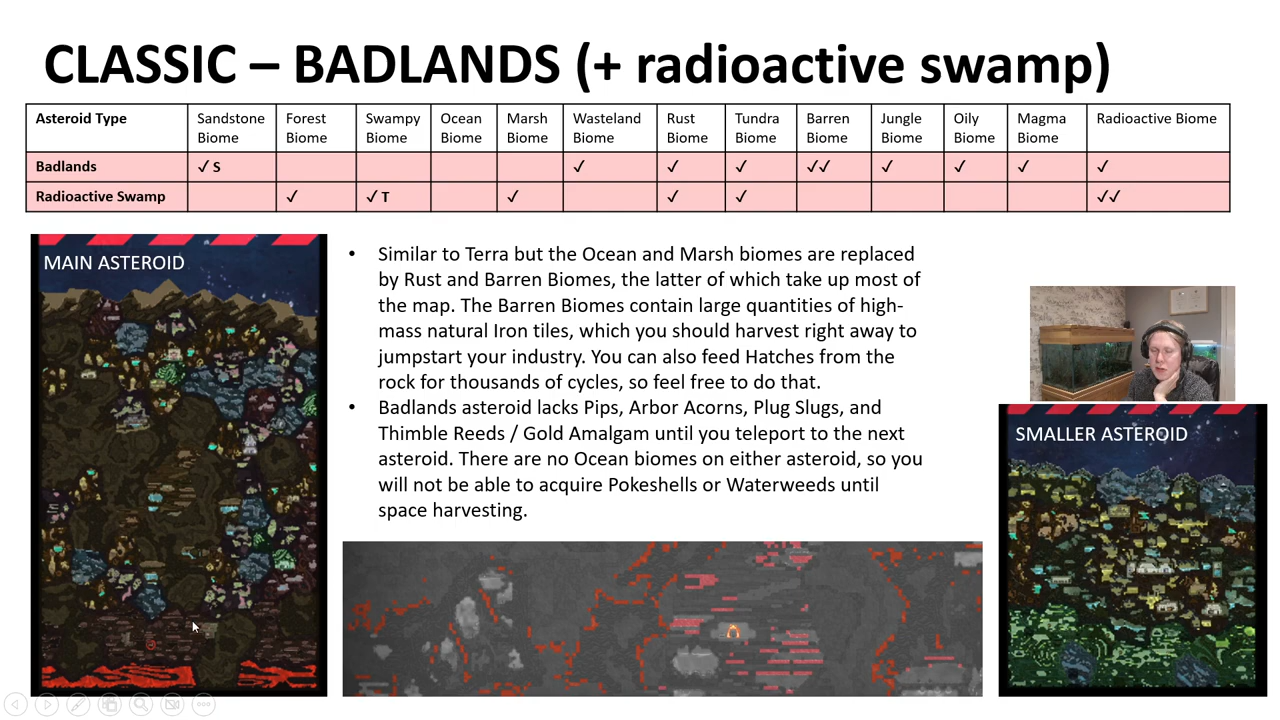 CLASSIC – BADLANDS (+ radioactive swamp)
Asteroid Type Sandstone Biome Forest Biome Swampy Biome Ocean Biome Marsh Biome Wasteland Biome Rust Biome Tundra Biome Barren Biome Jungle Biome Oily Biome Magma Biome Radioactive Biome
Badlands ✓ S ✓ ✓ ✓ ✓✓ ✓ ✓ ✓ ✓
Radioactive Swamp ✓ ✓ T ✓ ✓ ✓ ✓✓
MAIN ASTEROID
• Similar to Terra but the Ocean and Marsh biomes are replaced
by Rust and Barren Biomes, the latter of which take up most of
the map. The Barren Biomes contain large quantities of high-
mass natural Iron tiles, which you should harvest right away to
jumpstart your industry. You can also feed Hatches from the
rock for thousands of cycles, so feel free to do that.
• Badlands asteroid lacks Pips, Arbor Acorns, Plug Slugs, and
Thimble Reeds / Gold Amalgam until you teleport to the next
asteroid. There are no Ocean biomes on either asteroid, so you
will not be able to acquire Pokeshells or Waterweeds until
space harvesting.
SMALLER ASTEROID